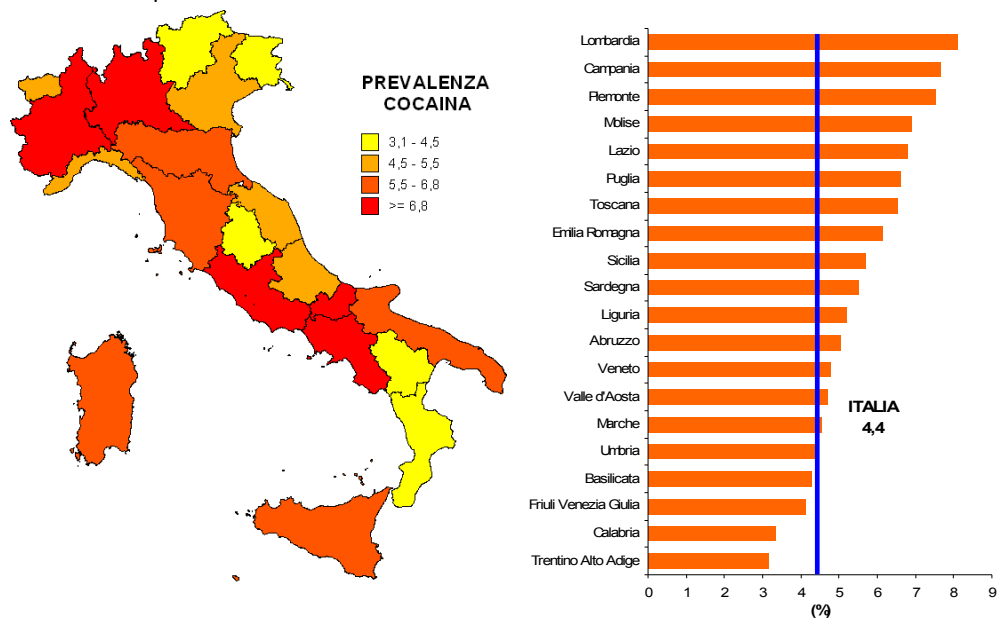 PREVALENZA
COCAINA
3,1 - 4,5
4,5 - 5,5
5,5 - 6,8
>= 6,8
Lombardia
Campania
Piemonte
Molise
Lazio
Puglia
Toscana
Emilia Romagna
Sicilia
Sardegna
Liguria
Abruzzo
Veneto
Valle d'Aosta
Marche
Umbria
Basilicata
Friuli Venezia Giulia
Calabria
Trentino Alto Adige
ITALIA
4,4
0 1 2 3 4 5 6 7 8 9
(%)